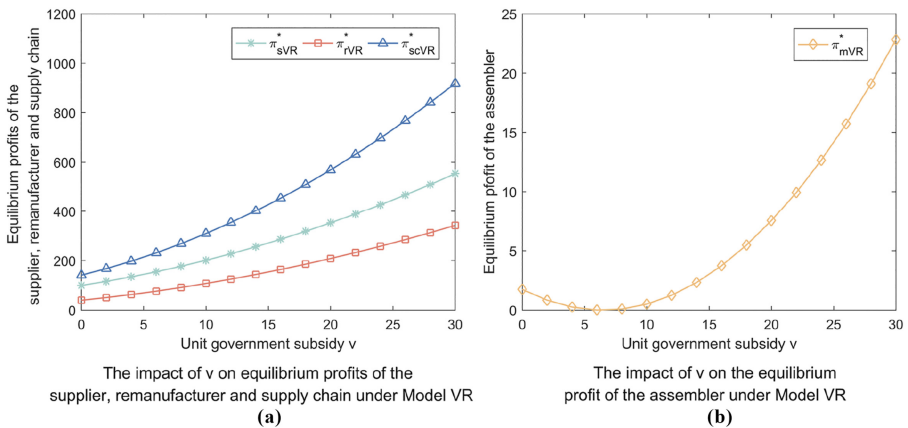 1200
1000
800
600
400
200
0
Equilibrium profits of the
supplier, remanufacturer and supply chain
π*sVR π*rVR π*scVR
0 5 10 15 20 25 30
Unit government subsidy v
The impact of v on equilibrium profits of the
supplier, remanufacturer and supply chain under Model VR
(a)
25
20
15
10
5
0
Equilibrium pfofit of the assembler
π*mVR
0 5 10 15 20 25 30
Unit government subsidy v
The impact of v on the equilibrium
profit of the assembler under Model VR
(b)